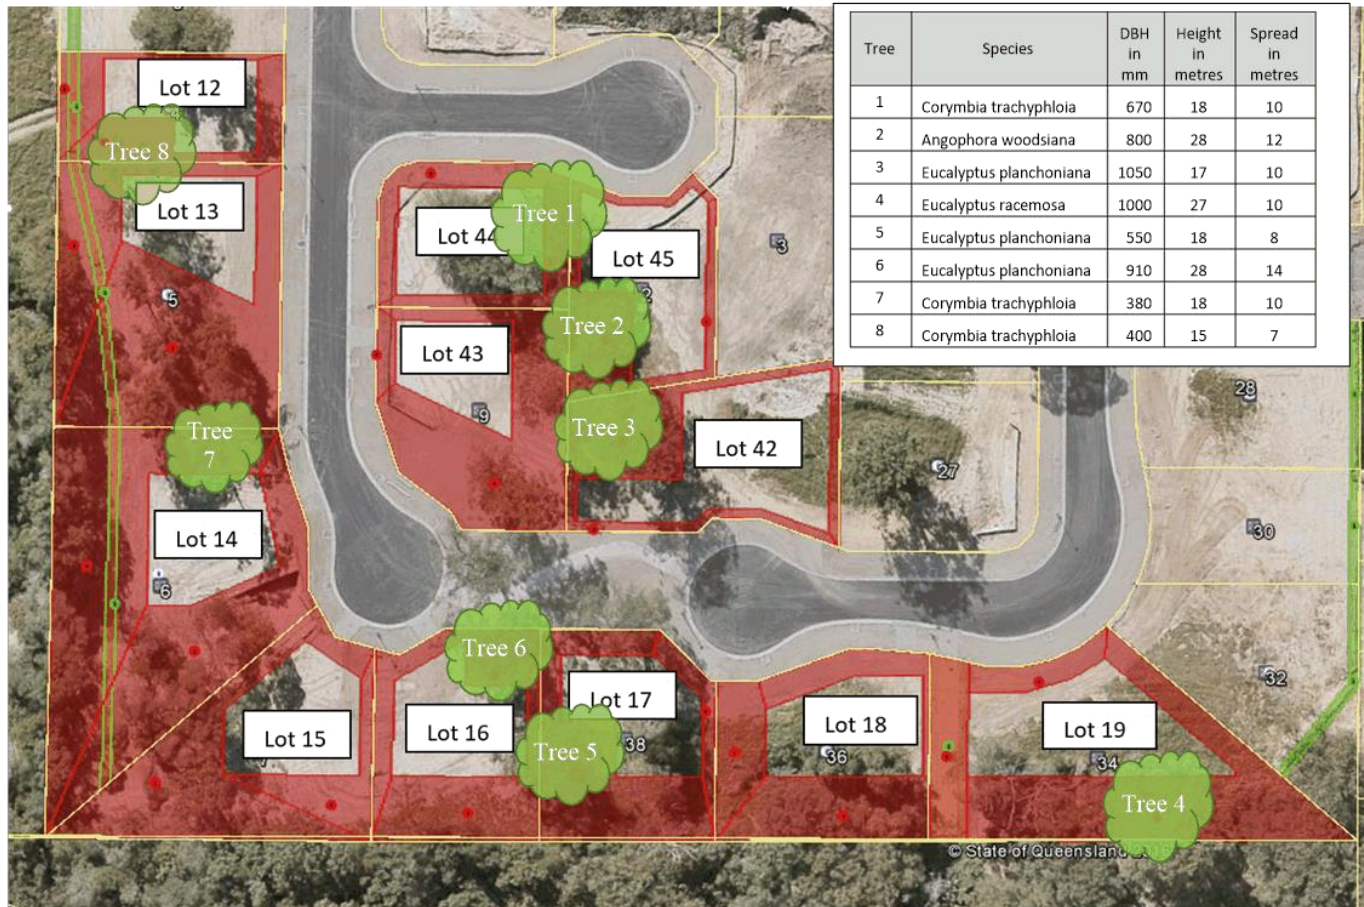 Tree Species DBH in mm Height in metres Spread in metres
1 Corymbia trachyphloia 670 18 10
2 Angophora woodsiana 800 28 12
3 Eucalyptus planchoniana 1050 17 10
4 Eucalyptus racemosa 1000 27 10
5 Eucalyptus planchoniana 550 18 8
6 Eucalyptus planchoniana 910 28 14
7 Corymbia trachyphloia 380 18 10
8 Corymbia trachyphloia 400 15 7
Lot 12
Tree 8
Lot 13
Tree 1
Lot 44
Lot 45
3
2
5
Tree 2
Lot 43
9
Tree 3
28
Tree
7
Lot 42
27
Lot 14
30
6
Tree 6
32
Lot 17
Lot 15
Lot 16
Tree 5
38
Lot 18
36
Lot 19
34
Tree 4
7
© State of Queensland